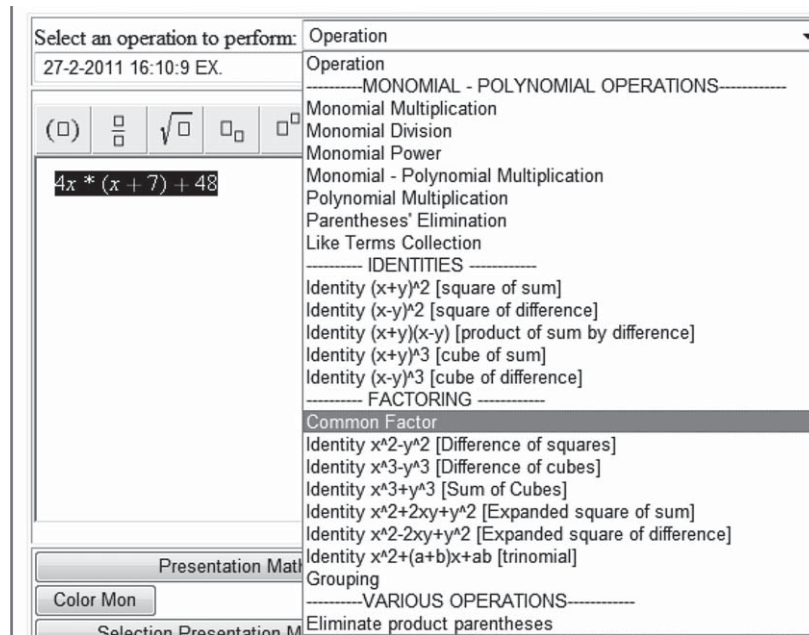 Select an operation to perform: Operation
27-2-2011 16:10:9 EX.
4x * (x + 7) + 48
Operation
----------MONOMIAL - POLYNOMIAL OPERATIONS------------
Monomial Multiplication
Monomial Division
Monomial Power
Monomial - Polynomial Multiplication
Polynomial Multiplication
Parentheses' Elimination
Like Terms Collection
---------- IDENTITIES ------------
Identity (x+y)^2 [square of sum]
Identity (x-y)^2 [square of difference]
Identity (x+y)(x-y) [product of sum by difference]
Identity (x+y)^3 [cube of sum]
Identity (x-y)^3 [cube of difference]
---------- FACTORING ------------
Common Factor
Identity x^2-y^2 [Difference of squares]
Identity x^3-y^3 [Difference of cubes]
Identity x^3+y^3 [Sum of Cubes]
Identity x^2+2xy+y^2 [Expanded square of sum]
Identity x^2-2xy+y^2 [Expanded square of difference]
Identity x^2+(a+b)x+ab [trinomial]
Grouping
----------VARIOUS OPERATIONS------------
Eliminate product parentheses
Presentation Math
Color Mon
Selection Presentation M